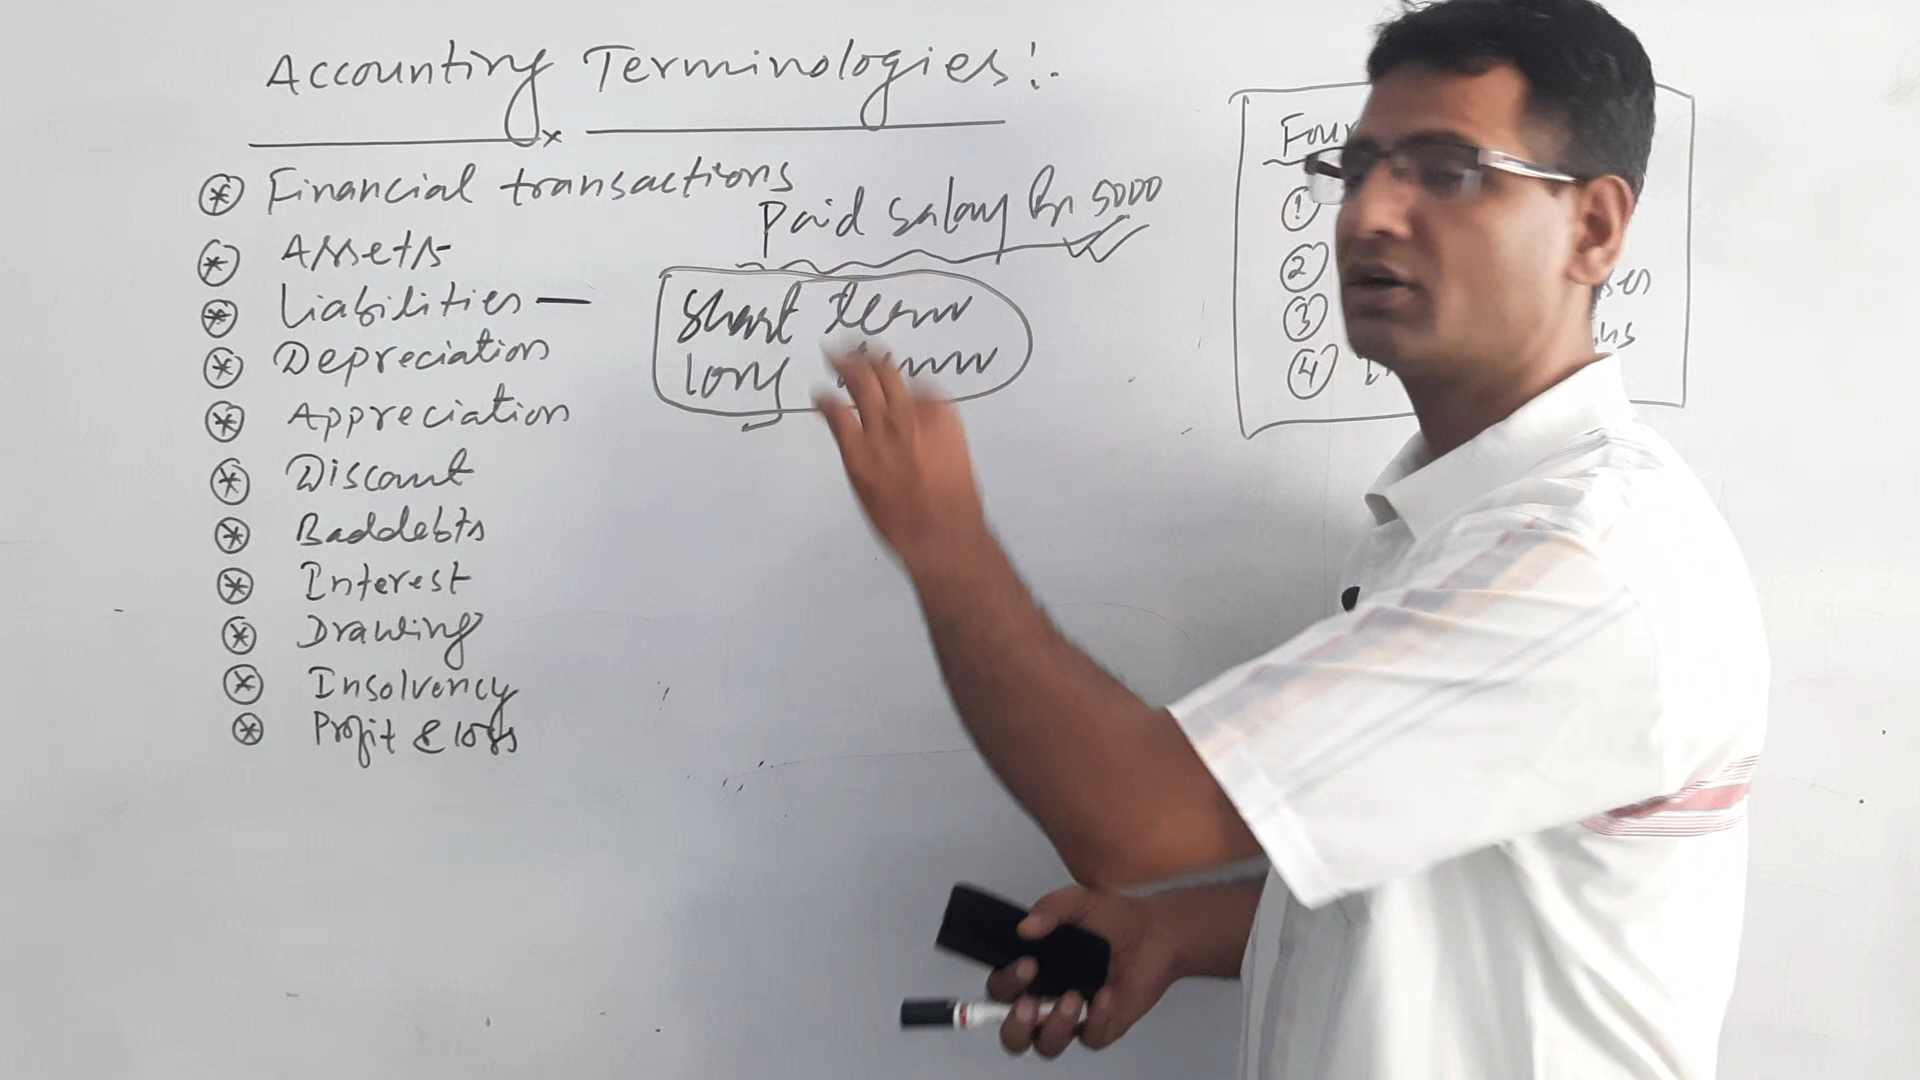 Accounting Terminologies:-
Financial transactions
Paid salary Rs 5000
Assets
Liabilities —
Short term
long term
Depreciation
Appreciation
Discount
Baddebts
Interest
Drawing
Insolvency
Profit & loss
Four
1
2
3
4